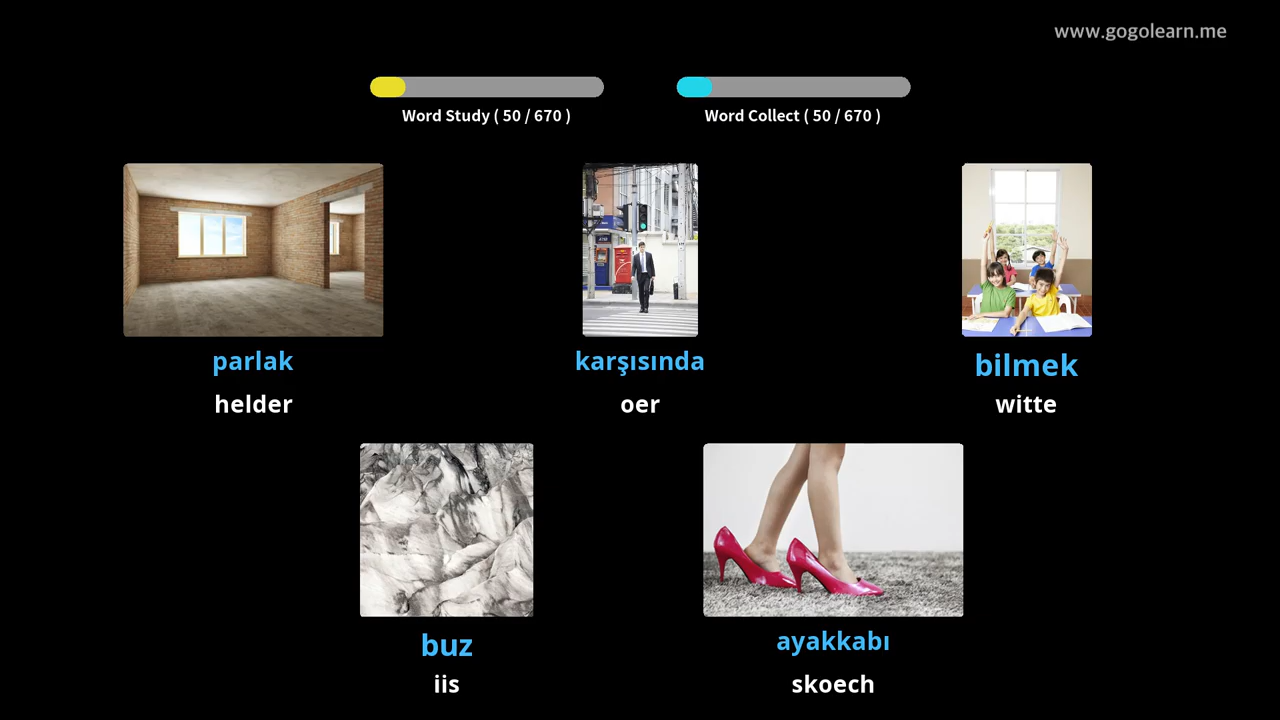 www.gogolearn.me
Word Study ( 50 / 670 )
Word Collect ( 50 / 670 )
parlak
karşısında
bilmek
helder
oer
witte
buz
ayakkabı
iis
skoech